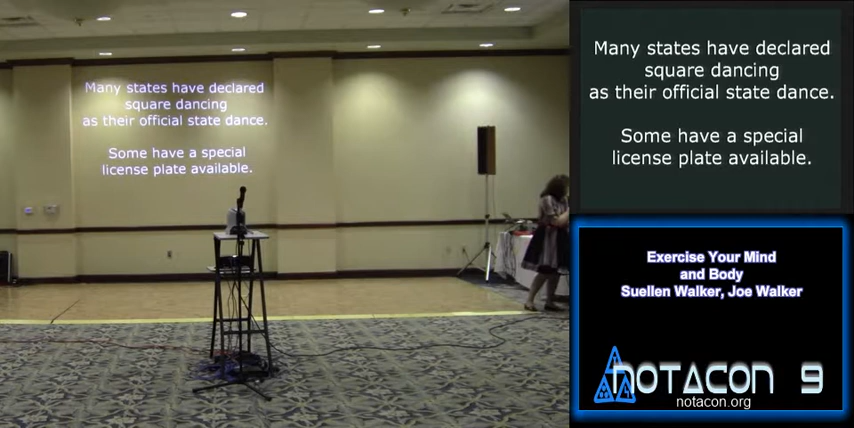 Many states have declared
square dancing
as their official state dance.
Some have a special
license plate available.
Many states have declared
square dancing
as their official state dance.
Some have a special
license plate available.
Exercise Your Mind
and Body
Suellen Walker, Joe Walker
NOTACON 9
notacon.org